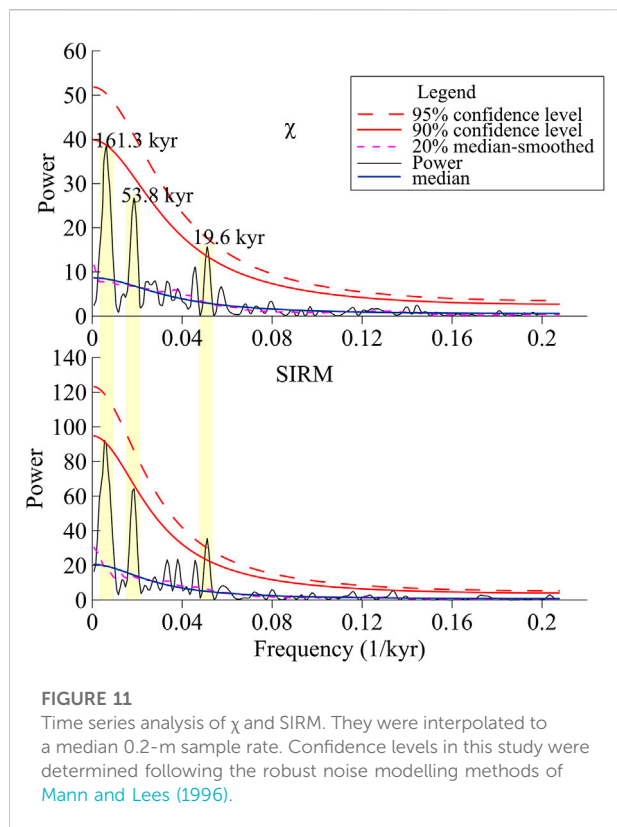 60
50
40
30
20
10
0
Power
χ
161.3 kyr
53.8 kyr
19.6 kyr
Legend
95% confidence level
90% confidence level
20% median-smoothed
Power
median
0 0.04 0.08 0.12 0.16 0.2
SIRM
140
120
100
80
60
40
20
0
Power
0 0.04 0.08 0.12 0.16 0.2
Frequency (1/kyr)
FIGURE 11
Time series analysis of χ and SIRM. They were interpolated to
a median 0.2-m sample rate. Confidence levels in this study were
determined following the robust noise modelling methods of
Mann and Lees (1996).